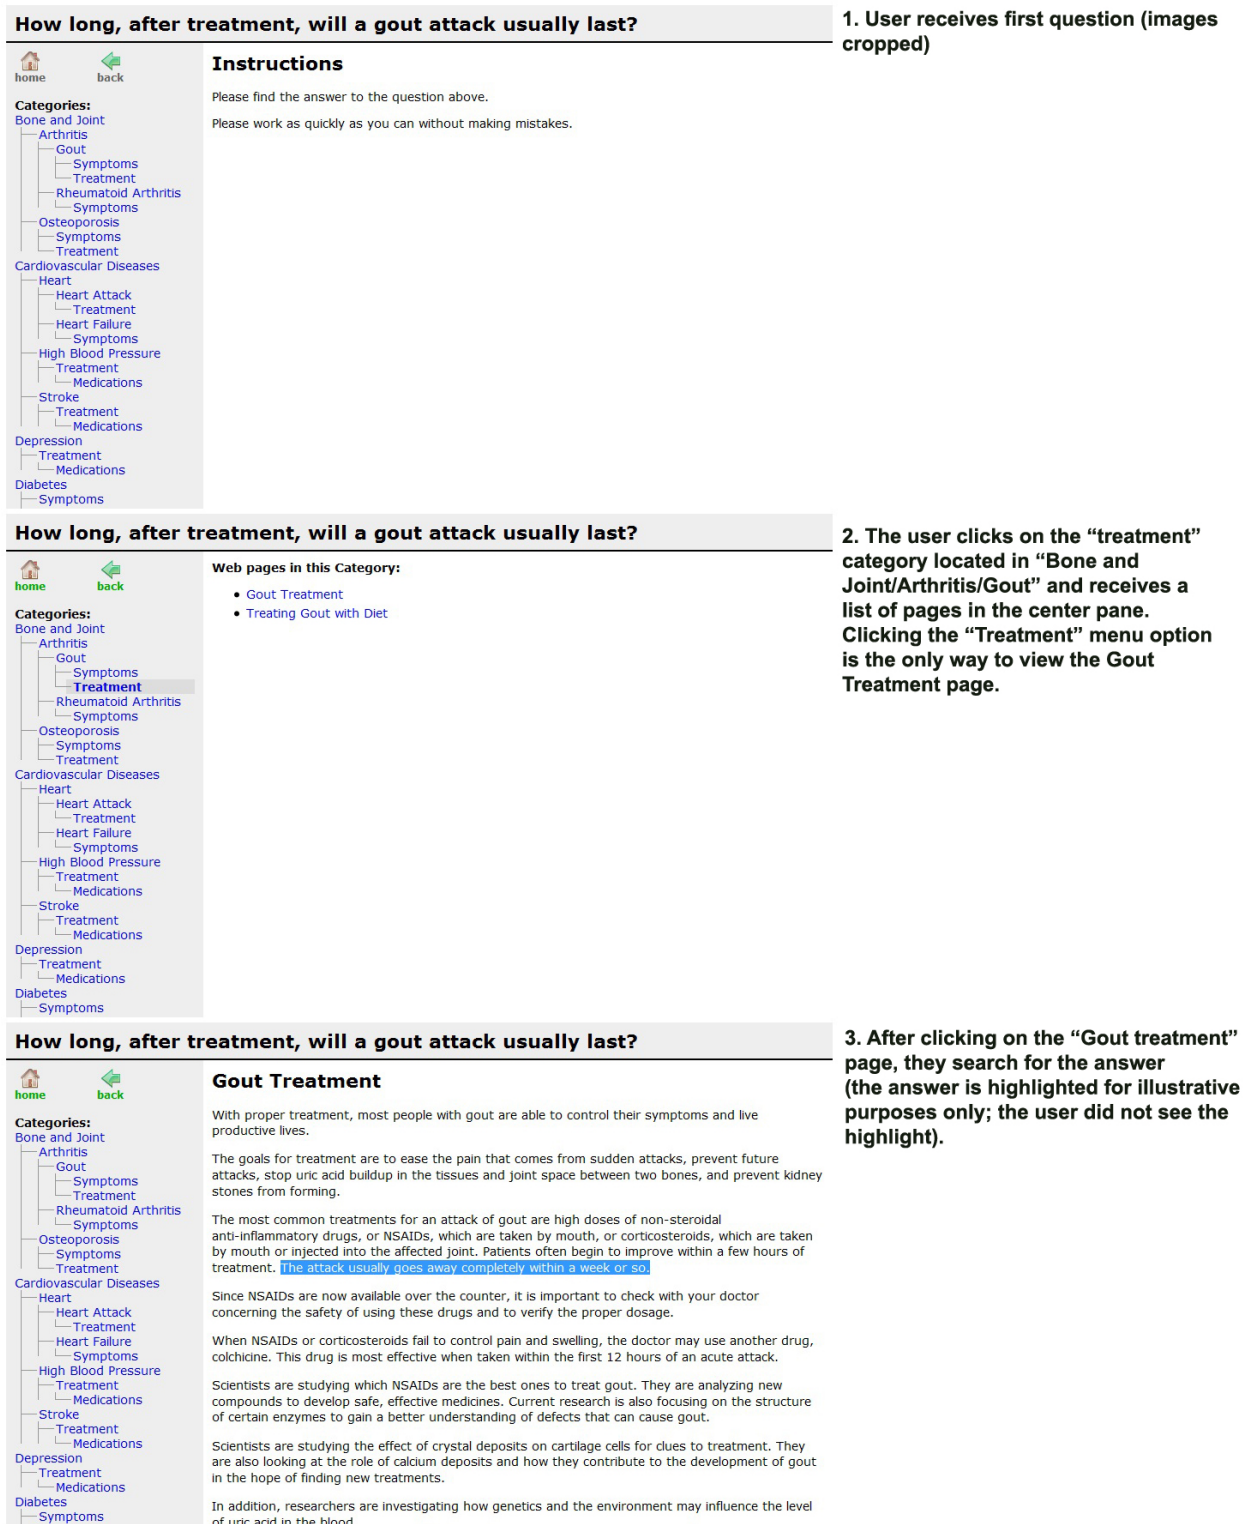 How long, after treatment, will a gout attack usually last?
home back
Categories:
Bone and Joint
Arthritis
Gout
Symptoms
Treatment
Rheumatoid Arthritis
Symptoms
Osteoporosis
Symptoms
Treatment
Cardiovascular Diseases
Heart
Heart Attack
Treatment
Heart Failure
Symptoms
High Blood Pressure
Treatment
Medications
Stroke
Treatment
Medications
Depression
Treatment
Medications
Diabetes
Symptoms
Instructions
Please find the answer to the question above.
Please work as quickly as you can without making mistakes.
1. User receives first question (images
cropped)
How long, after treatment, will a gout attack usually last?
home back
Categories:
Bone and Joint
Arthritis
Gout
Symptoms
Treatment
Rheumatoid Arthritis
Symptoms
Osteoporosis
Symptoms
Treatment
Cardiovascular Diseases
Heart
Heart Attack
Treatment
Heart Failure
Symptoms
High Blood Pressure
Treatment
Medications
Stroke
Treatment
Medications
Depression
Treatment
Medications
Diabetes
Symptoms
Web pages in this Category:
• Gout Treatment
• Treating Gout with Diet
2. The user clicks on the “treatment”
category located in “Bone and
Joint/Arthritis/Gout” and receives a
list of pages in the center pane.
Clicking the “Treatment” menu option
is the only way to view the Gout
Treatment page.
How long, after treatment, will a gout attack usually last?
home back
Categories:
Bone and Joint
Arthritis
Gout
Symptoms
Treatment
Rheumatoid Arthritis
Symptoms
Osteoporosis
Symptoms
Treatment
Cardiovascular Diseases
Heart
Heart Attack
Treatment
Heart Failure
Symptoms
High Blood Pressure
Treatment
Medications
Stroke
Treatment
Medications
Depression
Treatment
Medications
Diabetes
Symptoms
Gout Treatment
With proper treatment, most people with gout are able to control their symptoms and live
productive lives.
The goals for treatment are to ease the pain that comes from sudden attacks, prevent future
attacks, stop uric acid buildup in the tissues and joint space between two bones, and prevent kidney
stones from forming.
The most common treatments for an attack of gout are high doses of non-steroidal
anti-inflammatory drugs, or NSAIDs, which are taken by mouth, or corticosteroids, which are taken
by mouth or injected into the affected joint. Patients often begin to improve within a few hours of
treatment. The attack usually goes away completely within a week or so.
Since NSAIDs are now available over the counter, it is important to check with your doctor
concerning the safety of using these drugs and to verify the proper dosage.
When NSAIDs or corticosteroids fail to control pain and swelling, the doctor may use another drug,
colchicine. This drug is most effective when taken within the first 12 hours of an acute attack.
Scientists are studying which NSAIDs are the best ones to treat gout. They are analyzing new
compounds to develop safe, effective medicines. Current research is also focusing on the structure
of certain enzymes to gain a better understanding of defects that can cause gout.
Scientists are studying the effect of crystal deposits on cartilage cells for clues to treatment. They
are also looking at the role of calcium deposits and how they contribute to the development of gout
in the hope of finding new treatments.
In addition, researchers are investigating how genetics and the environment may influence the level
of uric acid in the blood.
3. After clicking on the “Gout treatment”
page, they search for the answer
(the answer is highlighted for illustrative
purposes only; the user did not see the
highlight).